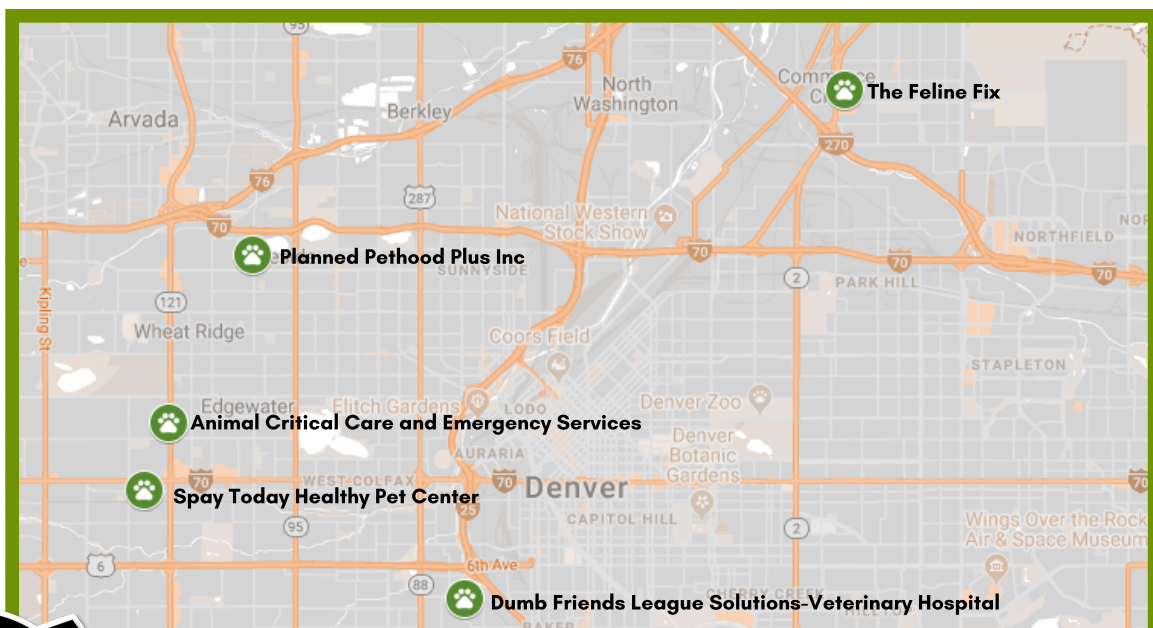 95
76
North
Washington
Commerce
The Feline Fix
Arvada
Berkley
270
76
287
70
National Western
Stock Show
NORTHFIELD
Planned Pethood Plus Inc
SUNNYSIDE
70
70
70
2
PARK HILL
121
Kipling St
Wheat Ridge
Coors Field
STAPLETON
Edgewater
Elitch Gardens
LODO
Denver Zoo
Animal Critical Care and Emergency Services
Denver
Botanic
Gardens
AURARIA
70
WEST COLFAX
70
70
Denver
Spay Today Healthy Pet Center
25
CAPITOL HILL
95
2
Wings Over the Rock
Air & Space Museum
6
6th Ave
88
CHERRY CREEK
Dumb Friends League Solutions-Veterinary Hospital
BAKER